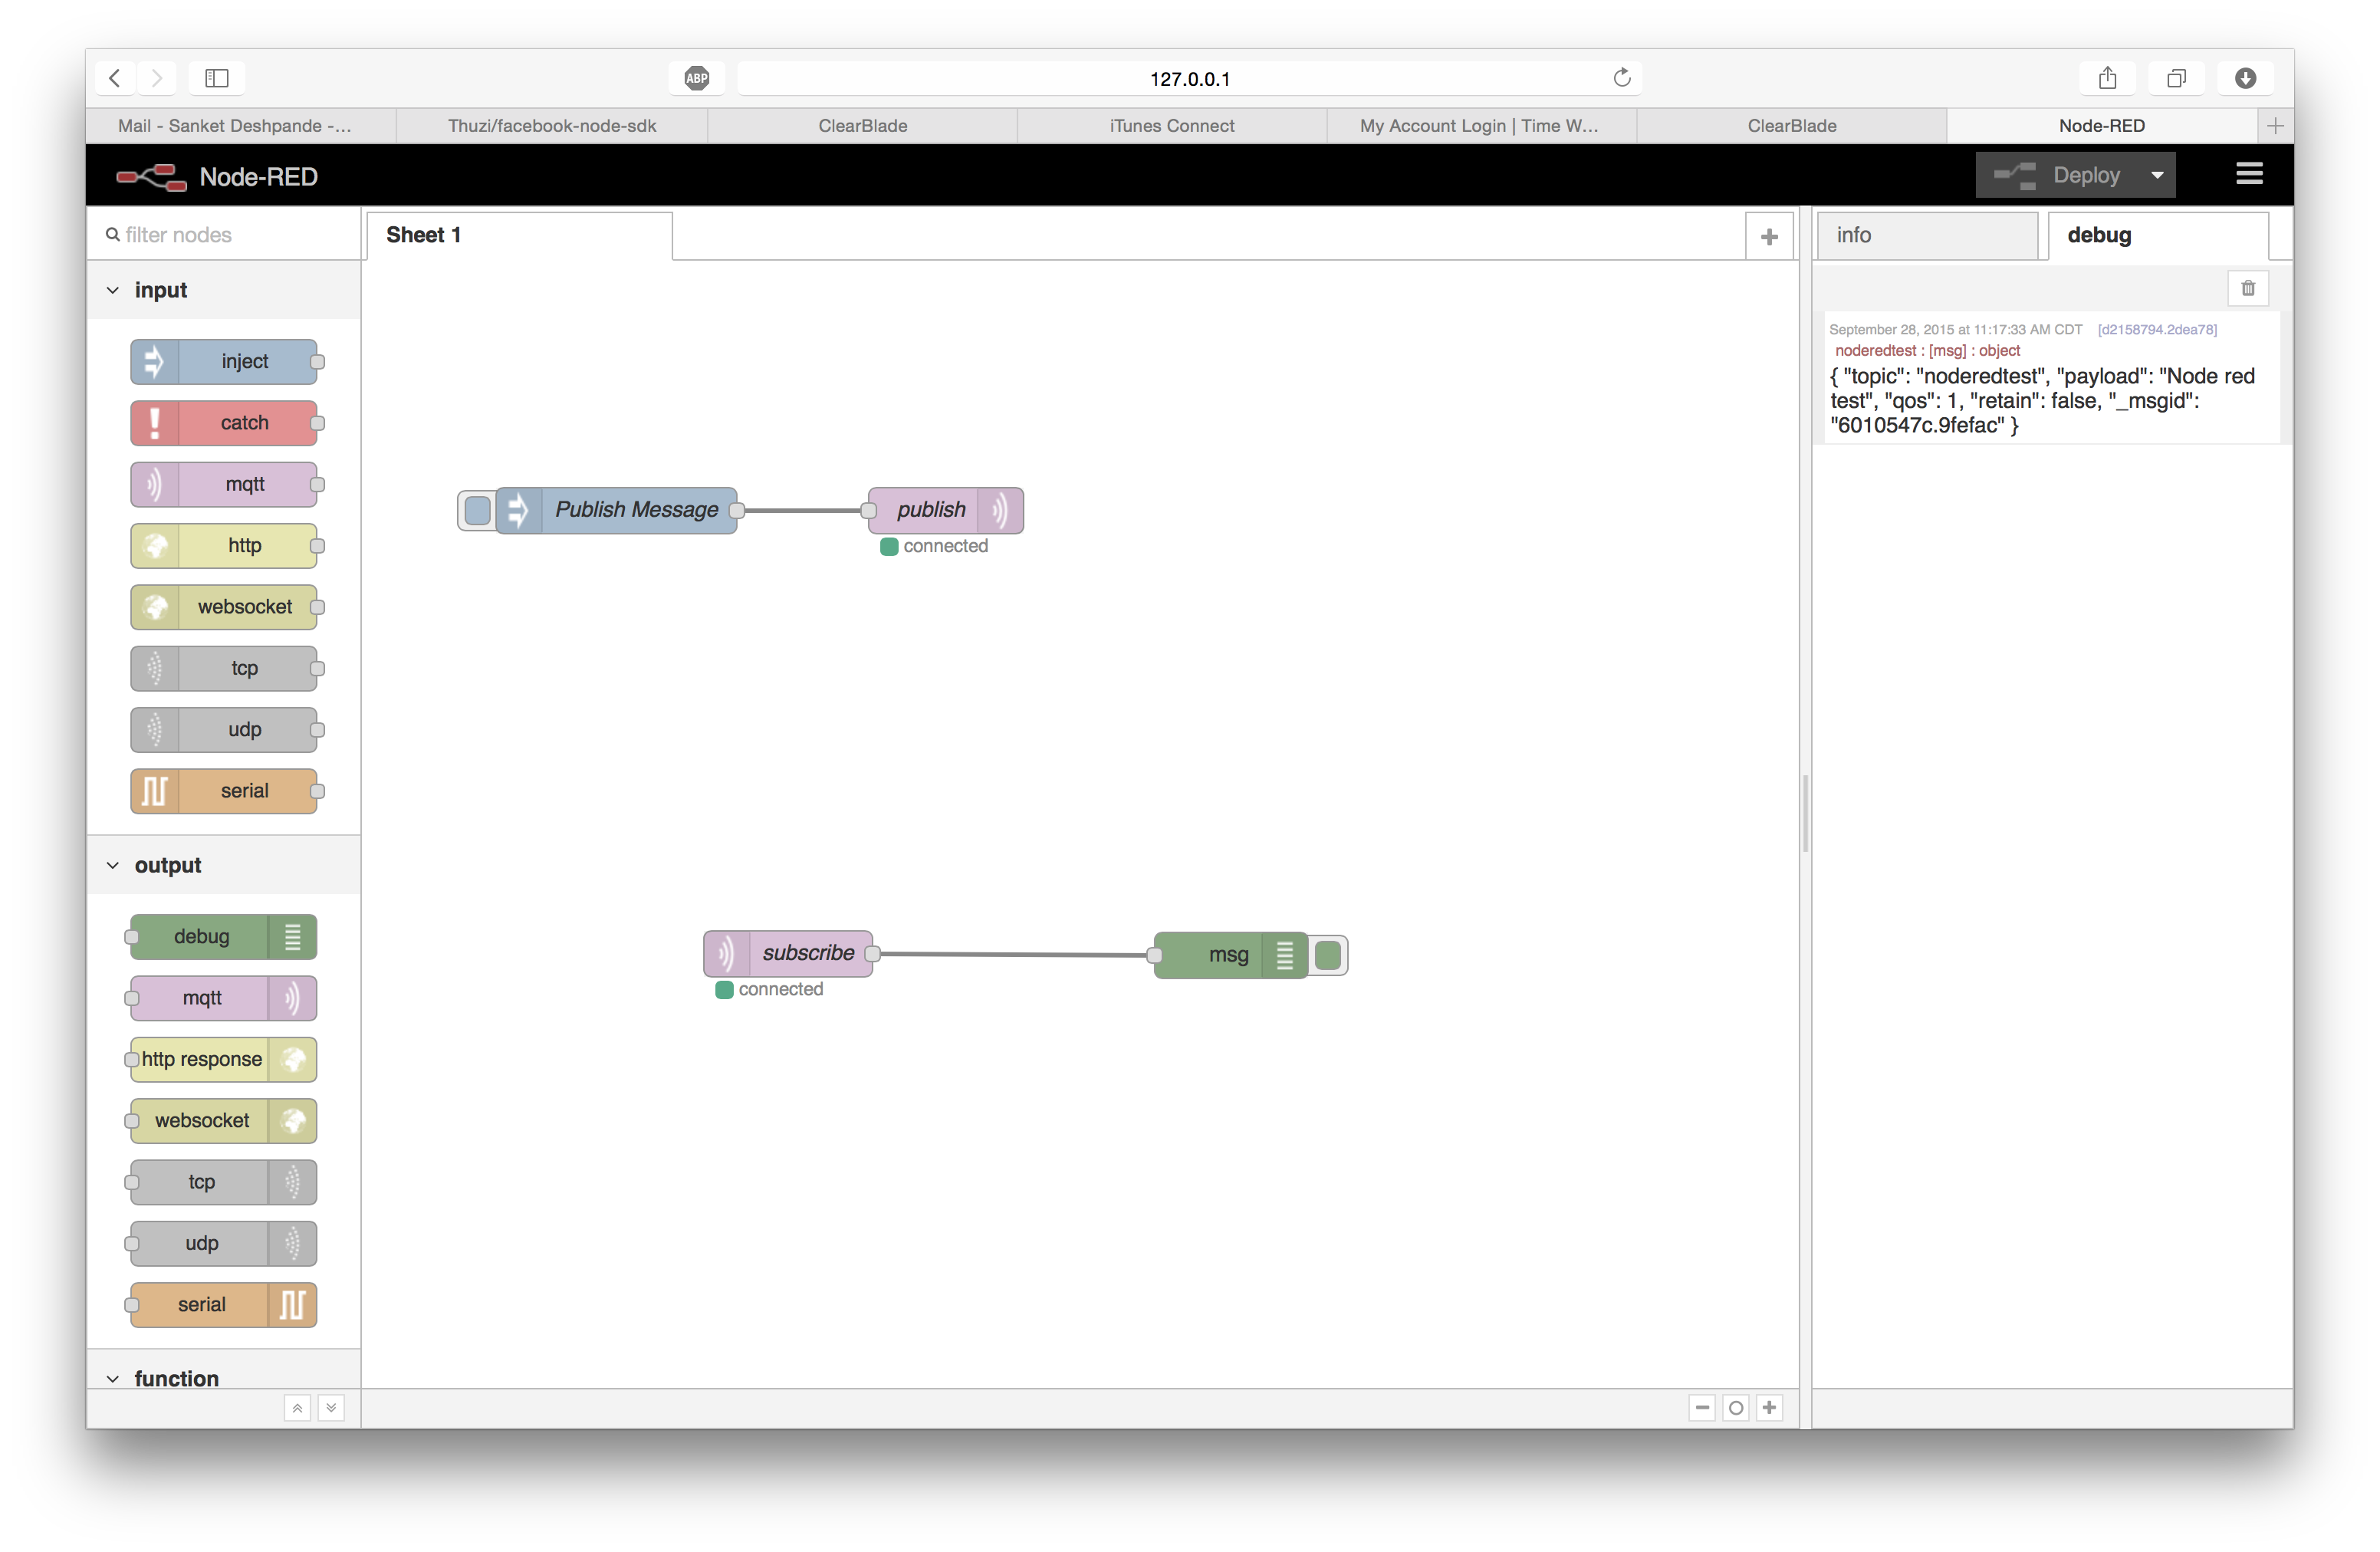 ABP
127.0.0.1
Mail - Sanket Deshpande -...
Thuzi/facebook-node-sdk
ClearBlade
iTunes Connect
My Account Login | Time W...
ClearBlade
Node-RED
Node-RED
Deploy
filter nodes
input
inject
catch
mqtt
http
websocket
tcp
udp
serial
output
debug
mqtt
http response
websocket
tcp
udp
serial
function
Sheet 1
Publish Message
publish
connected
subscribe
connected
msg
info
debug
September 28, 2015 at 11:17:33 AM CDT [d2158794.2dea78]
noderedtest : [msg] : object
{ "topic": "noderedtest", "payload": "Node red
test", "qos": 1, "retain": false, "_msgid":
"6010547c.9fefac" }